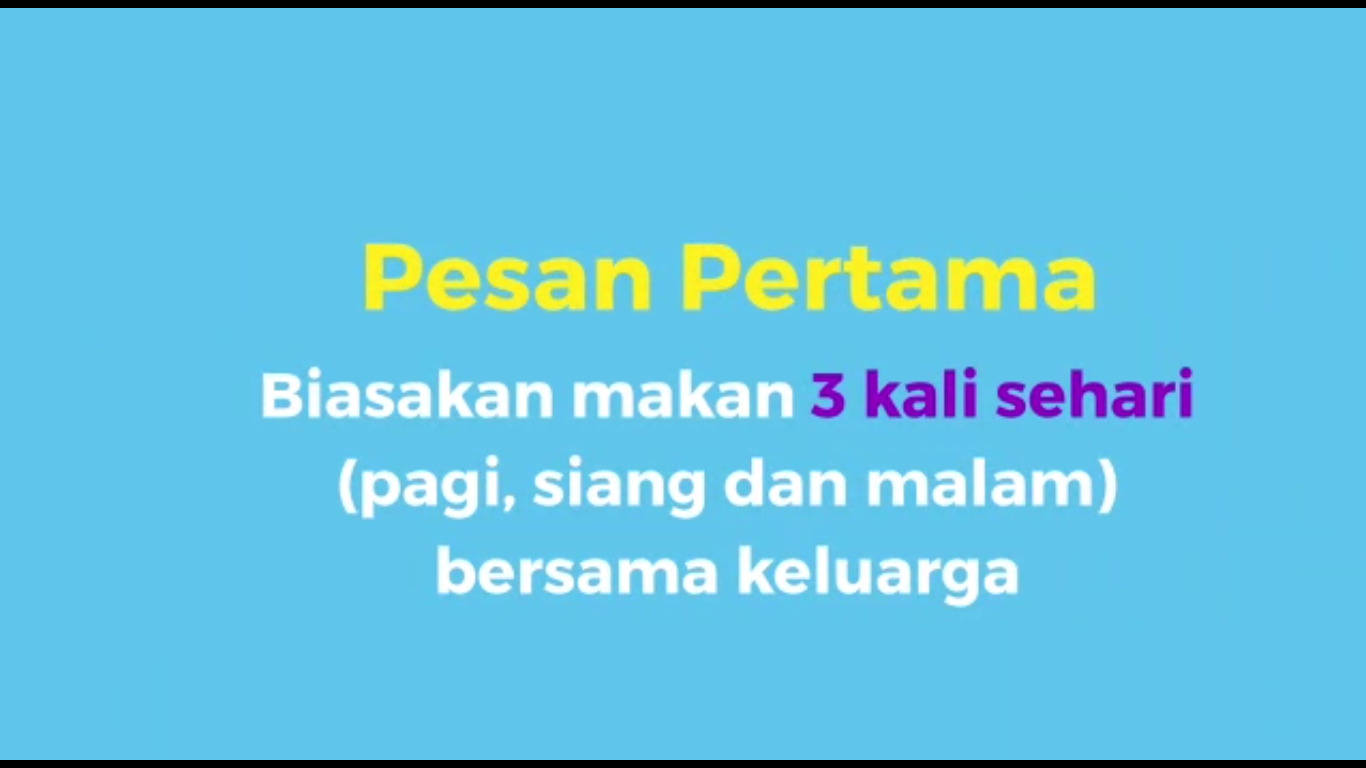 Pesan Pertama
Biasakan makan 3 kali sehari
(pagi, siang dan malam)
bersama keluarga